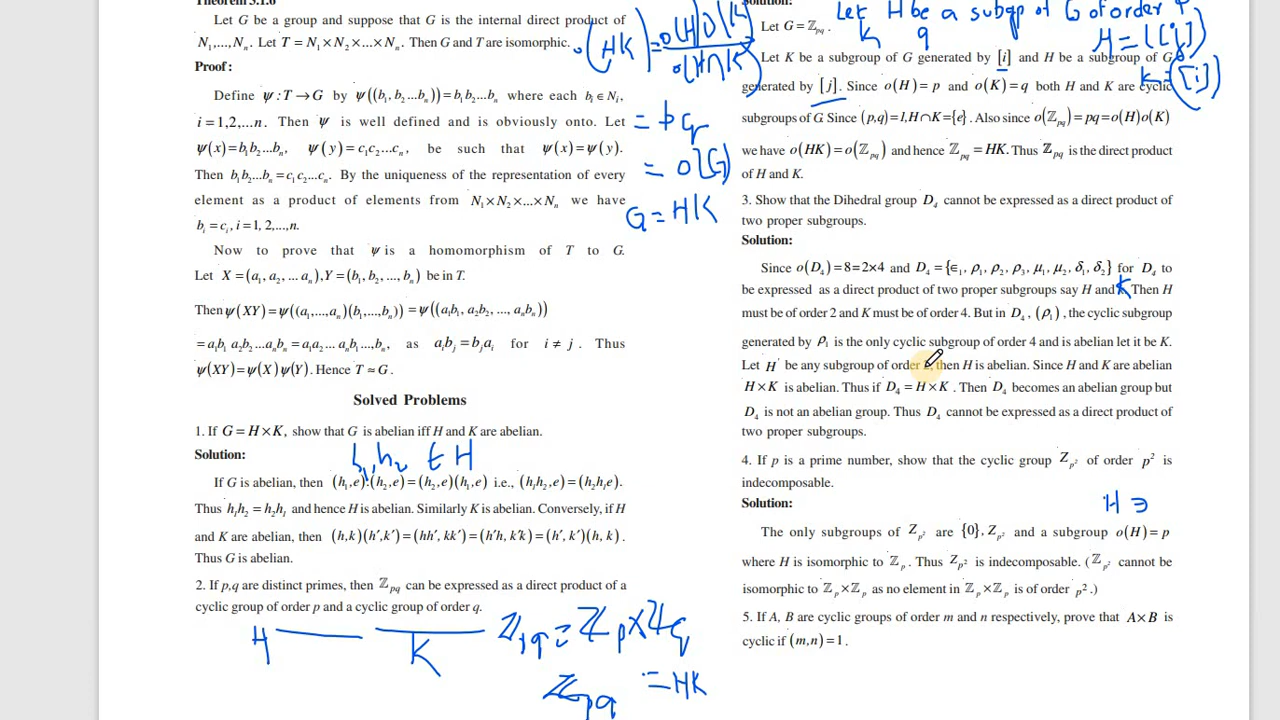 Theorem 3.1.6
Let G be a group and suppose that G is the internal direct product of
N₁,...,Nₙ. Let T = N₁×N₂×...×Nₙ. Then G and T are isomorphic.
Proof :
Define ψ : T → G by ψ((b₁, b₂...bₙ)) = b₁b₂...bₙ where each bᵢ ∈ Nᵢ,
i = 1,2,...n. Then ψ is well defined and is obviously onto. Let
ψ(x) = b₁b₂...bₙ, ψ(y) = c₁c₂...cₙ, be such that ψ(x) = ψ(y).
Then b₁b₂...bₙ = c₁c₂...cₙ. By the uniqueness of the representation of every
element as a product of elements from N₁×N₂×...×Nₙ we have
bᵢ = cᵢ, i = 1, 2,...,n.
Now to prove that ψ is a homomorphism of T to G.
Let X = (a₁, a₂, ... aₙ), Y = (b₁, b₂, ..., bₙ) be in T.
Then ψ(XY) = ψ((a₁,...,aₙ)(b₁,...,bₙ)) = ψ((a₁b₁, a₂b₂, ..., aₙbₙ))
= a₁b₁ a₂b₂...aₙbₙ = a₁a₂... aₙb₁...,bₙ, as aᵢbⱼ = bⱼaᵢ for i ≠ j . Thus
ψ(XY) = ψ(X)ψ(Y). Hence T ≈ G.
Solved Problems
1. If G = H×K, show that G is abelian iff H and K are abelian.
Solution:
h₁, h₂ ∈ H
If G is abelian, then (h₁,e).(h₂,e) = (h₂,e)(h₁,e) i.e., (h₁h₂,e) = (h₂h₁e).
Thus h₁h₂ = h₂h₁ and hence H is abelian. Similarly K is abelian. Conversely, if H
and K are abelian, then (h,k)(h′,k′) = (hh′, kk′) = (h′h, k′k) = (h′, k′)(h, k).
Thus G is abelian.
2. If p,q are distinct primes, then ℤpq can be expressed as a direct product of a
cyclic group of order p and a cyclic group of order q.
H K ℤpq ≅ ℤp×ℤq
ℤpq = HK
o(HK) = o(H)o(K)
o(H∩K)
= pq
= o(G)
G = HK
Solution:
Let H be a subgp of G of order p
K q
H = ([j])
K = ([i])
Let G = ℤpq.
Let K be a subgroup of G generated by [i] and H be a subgroup of G
generated by [j]. Since o(H) = p and o(K) = q both H and K are cyclic
subgroups of G. Since (p,q) = 1, H∩K = {e}. Also since o(ℤpq) = pq = o(H)o(K)
we have o(HK) = o(ℤpq) and hence ℤpq = HK. Thus ℤpq is the direct product
of H and K.
3. Show that the Dihedral group D₄ cannot be expressed as a direct product of
two proper subgroups.
Solution:
Since o(D₄) = 8 = 2×4 and D₄ = {∈₁, ρ₁, ρ₂, ρ₃, μ₁, μ₂, δ₁, δ₂} for D₄ to
be expressed as a direct product of two proper subgroups say H and K Then H
must be of order 2 and K must be of order 4. But in D₄, (ρ₁), the cyclic subgroup
generated by ρ₁ is the only cyclic subgroup of order 4 and is abelian let it be K.
Let H be any subgroup of order then H is abelian. Since H and K are abelian
H×K is abelian. Thus if D₄ = H×K. Then D₄ becomes an abelian group but
D₄ is not an abelian group. Thus D₄ cannot be expressed as a direct product of
two proper subgroups.
4. If p is a prime number, show that the cyclic group Zp² of order p² is
indecomposable.
Solution:
H ∋
The only subgroups of Zp² are {0}, Zp² and a subgroup o(H) = p
where H is isomorphic to ℤp. Thus Zp² is indecomposable. (ℤp² cannot be
isomorphic to ℤp×ℤp as no element in ℤp×ℤp is of order p².)
5. If A, B are cyclic groups of order m and n respectively, prove that A×B is
cyclic if (m,n) = 1.